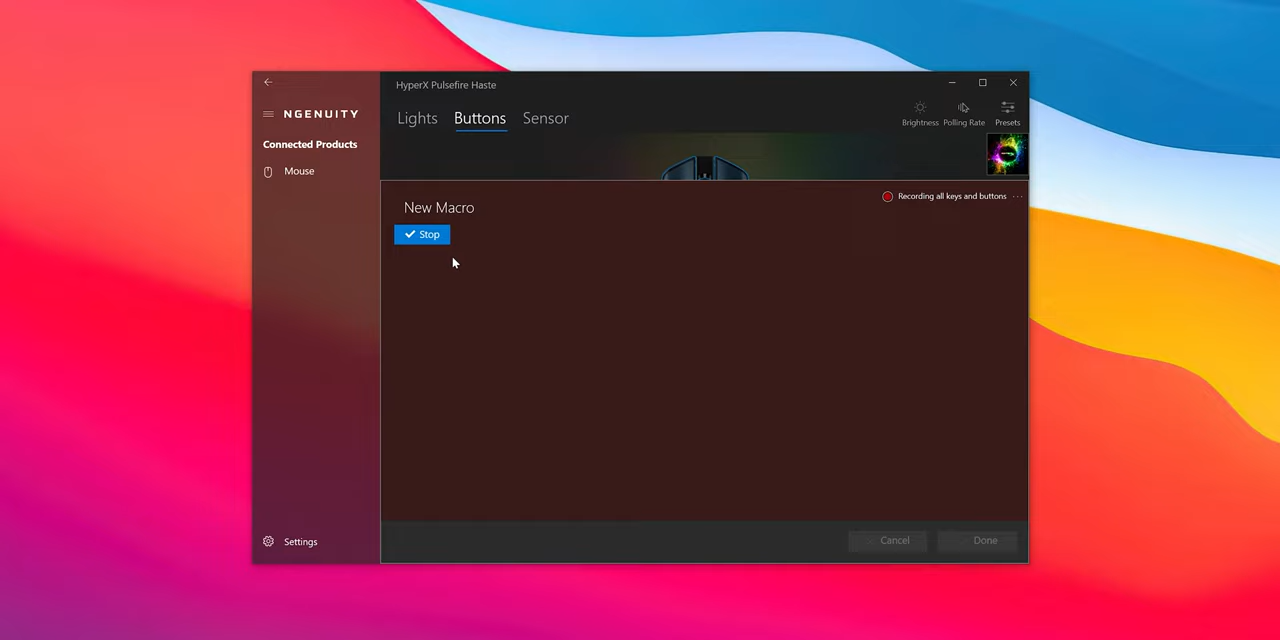 HyperX Pulsefire Haste
NGENUITY
Lights Buttons Sensor
Brightness Polling Rate Presets
Connected Products
Mouse
New Macro
Recording all keys and buttons ...
Stop
Cancel Done
Settings